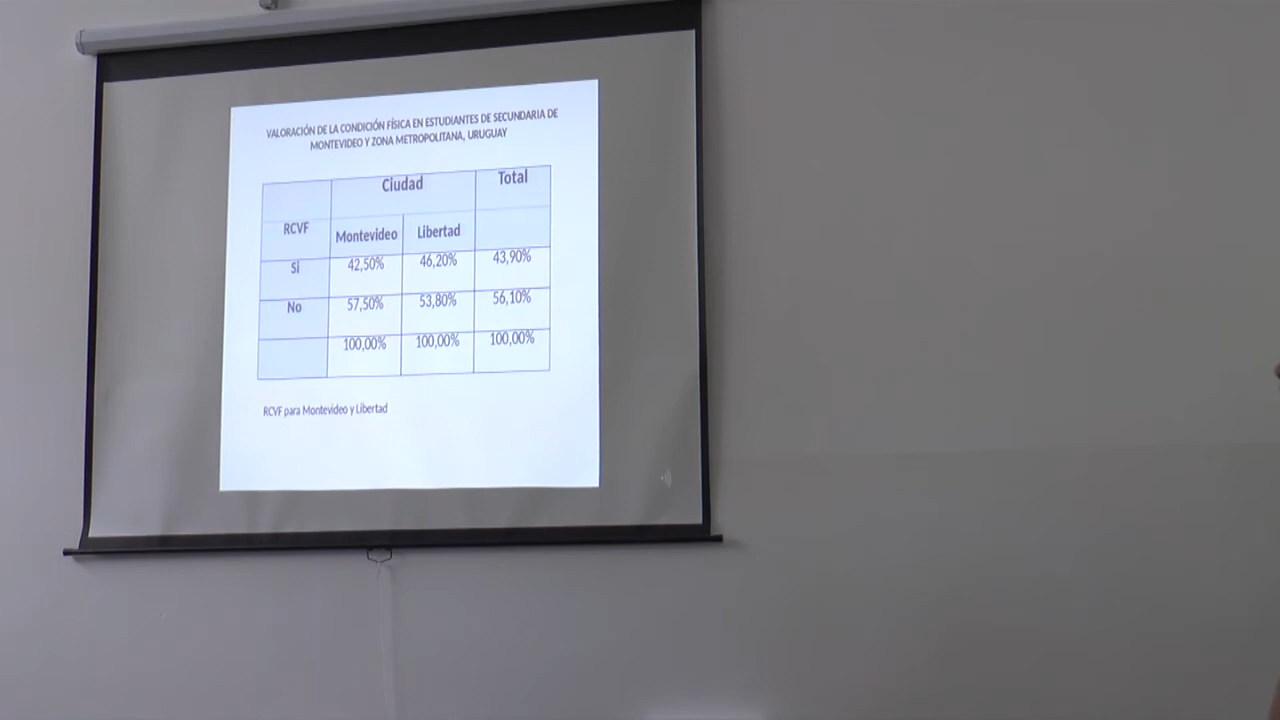 VALORACIÓN DE LA CONDICIÓN FÍSICA EN ESTUDIANTES DE SECUNDARIA DE
MONTEVIDEO Y ZONA METROPOLITANA, URUGUAY
Ciudad Total
RCVF Montevideo Libertad
Si 42,50% 46,20% 43,90%
No 57,50% 53,80% 56,10%
100,00% 100,00% 100,00%
RCVF para Montevideo y Libertad